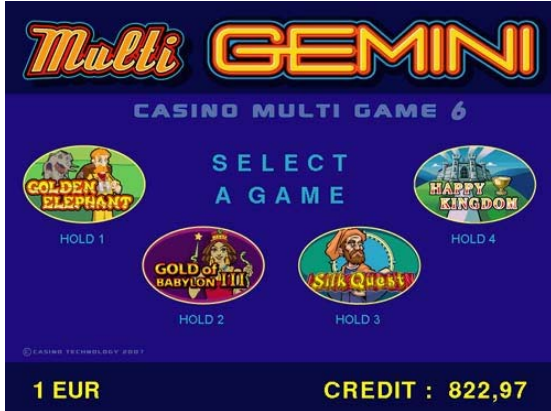 Multi GEMINI
CASINO MULTI GAME 6
SELECT
A GAME
GOLDEN
ELEPHANT
HOLD 1
HAPPY
KINGDOM
HOLD 4
GOLD of
BABYLON III
HOLD 2
Silk Quest
HOLD 3
©CASINO TECHNOLOGY 2007
1 EUR
CREDIT : 822,97